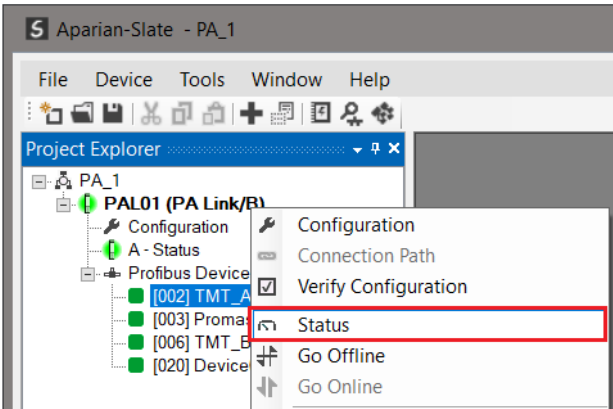 S Aparian-Slate - PA_1
File Device Tools Window Help
Project Explorer
PA_1
PAL01 (PA Link/B)
Configuration
A - Status
Profibus Device
[002] TMT_A
[003] Promas
[006] TMT_B
[020] Device
Configuration
Connection Path
Verify Configuration
Status
Go Offline
Go Online